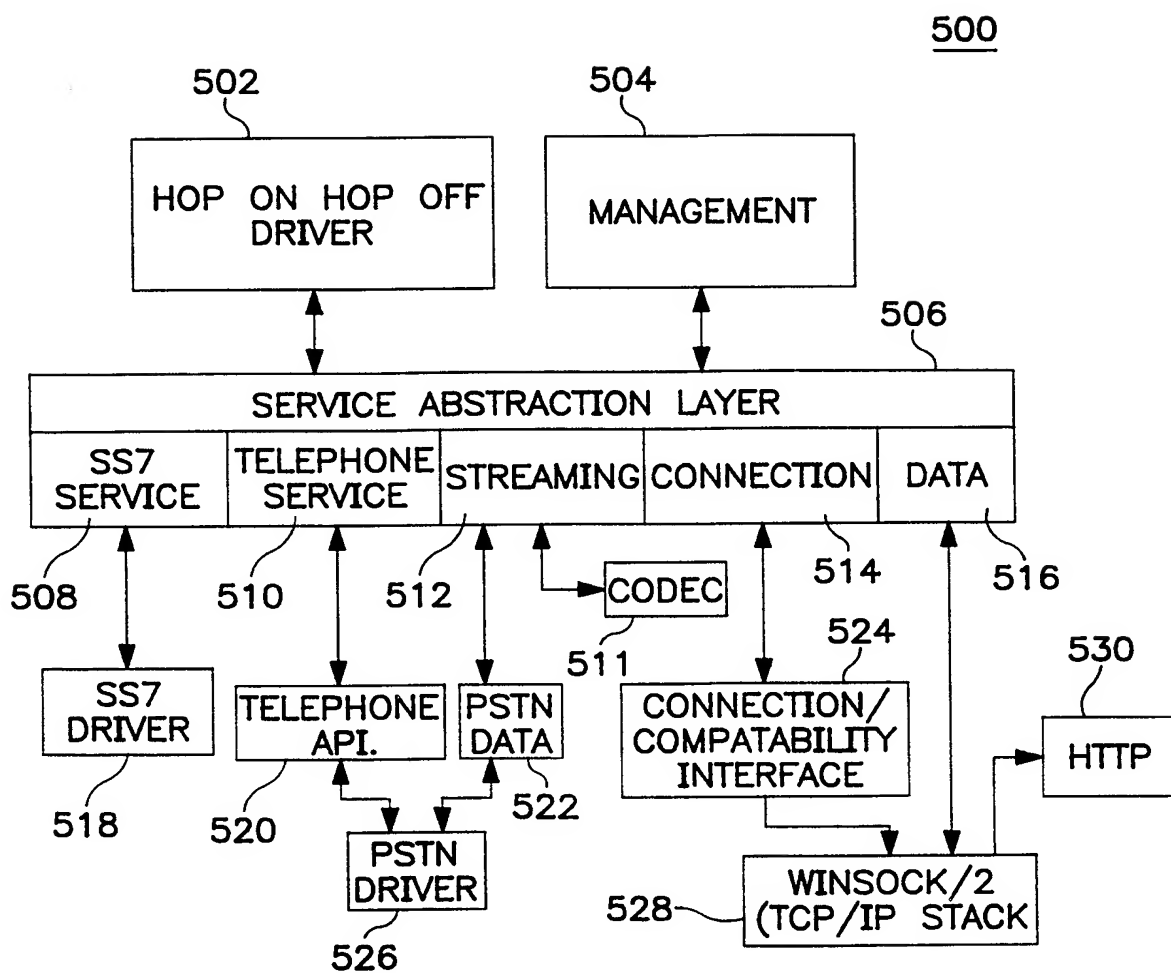 500
502
504
HOP ON HOP OFF
DRIVER
MANAGEMENT
506
SERVICE ABSTRACTION LAYER
SS7
SERVICE
TELEPHONE
SERVICE
STREAMING
CONNECTION
DATA
508
510
512
CODEC
511
514
516
SS7
DRIVER
518
TELEPHONE
API.
520
PSTN
DATA
522
524
CONNECTION/
COMPATABILITY
INTERFACE
530
HTTP
PSTN
DRIVER
526
528
WINSOCK/2
(TCP/IP STACK